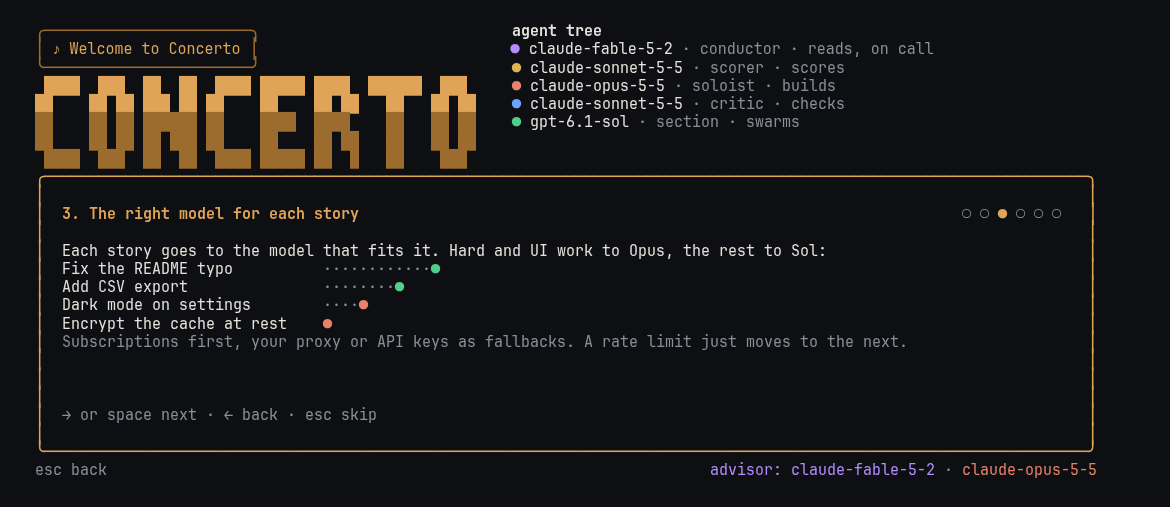 ♪ Welcome to Concerto
CONCERTO
agent tree
● claude-fable-5-2 · conductor · reads, on call
● claude-sonnet-5-5 · scorer · scores
● claude-opus-5-5 · soloist · builds
● claude-sonnet-5-5 · critic · checks
● gpt-6.1-sol · section · swarms
3. The right model for each story
Each story goes to the model that fits it. Hard and UI work to Opus, the rest to Sol:
Fix the README typo ············●
Add CSV export ········●
Dark mode on settings ····●
Encrypt the cache at rest ●
Subscriptions first, your proxy or API keys as fallbacks. A rate limit just moves to the next.
→ or space next · ← back · esc skip
esc back
advisor: claude-fable-5-2 · claude-opus-5-5